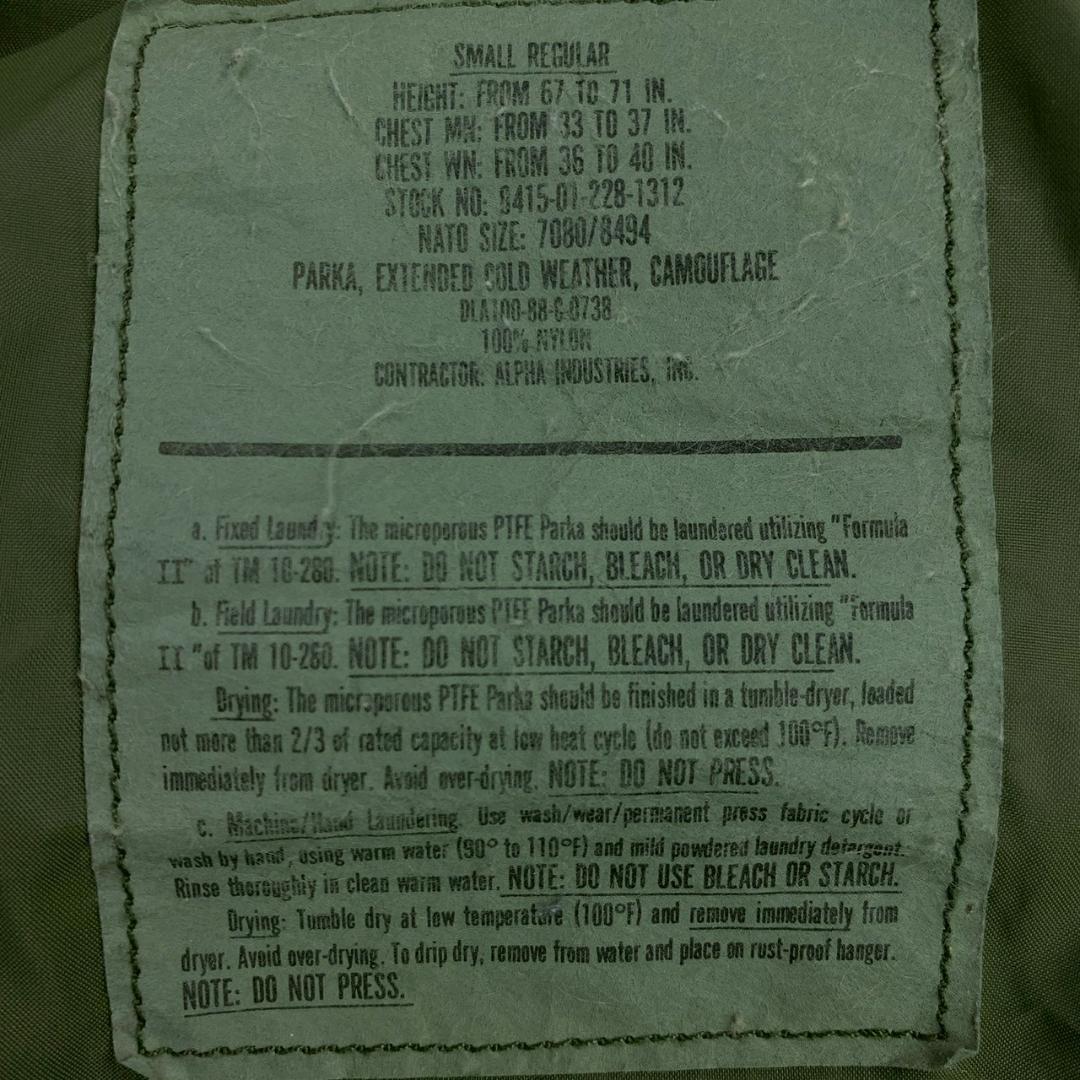 SMALL REGULAR
HEIGHT: FROM 67 TO 71 IN.
CHEST MN: FROM 33 TO 37 IN.
CHEST WN: FROM 36 TO 40 IN.
STOCK NO: 8415-01-228-1312
NATO SIZE: 7080/8494
PARKA, EXTENDED COLD WEATHER, CAMOUFLAGE
DLA100-88-C-0738
100% NYLON
CONTRACTOR: ALPHA INDUSTRIES, INC.
a. Fixed Laundry: The microporous PTFE Parka should be laundered utilizing "Formula
II" of TM 10-280. NOTE: DO NOT STARCH, BLEACH, OR DRY CLEAN.
b. Field Laundry: The microporous PTFE Parka should be laundered utilizing "Formula
II "of TM 10-280. NOTE: DO NOT STARCH, BLEACH, OR DRY CLEAN.
Drying: The microporous PTFE Parka should be finished in a tumble-dryer, loaded
not more than 2/3 of rated capacity at low heat cycle (do not exceed 100°F). Remove
immediately from dryer. Avoid over-drying. NOTE: DO NOT PRESS.
c. Machine/Hand Laundering. Use wash/wear/permanent press fabric cycle or
wash by hand, using warm water (90° to 110°F) and mild powdered laundry detergent.
Rinse thoroughly in clean warm water. NOTE: DO NOT USE BLEACH OR STARCH.
Drying: Tumble dry at low temperature (100°F) and remove immediately from
dryer. Avoid over-drying. To drip dry, remove from water and place on rust-proof hanger.
NOTE: DO NOT PRESS.